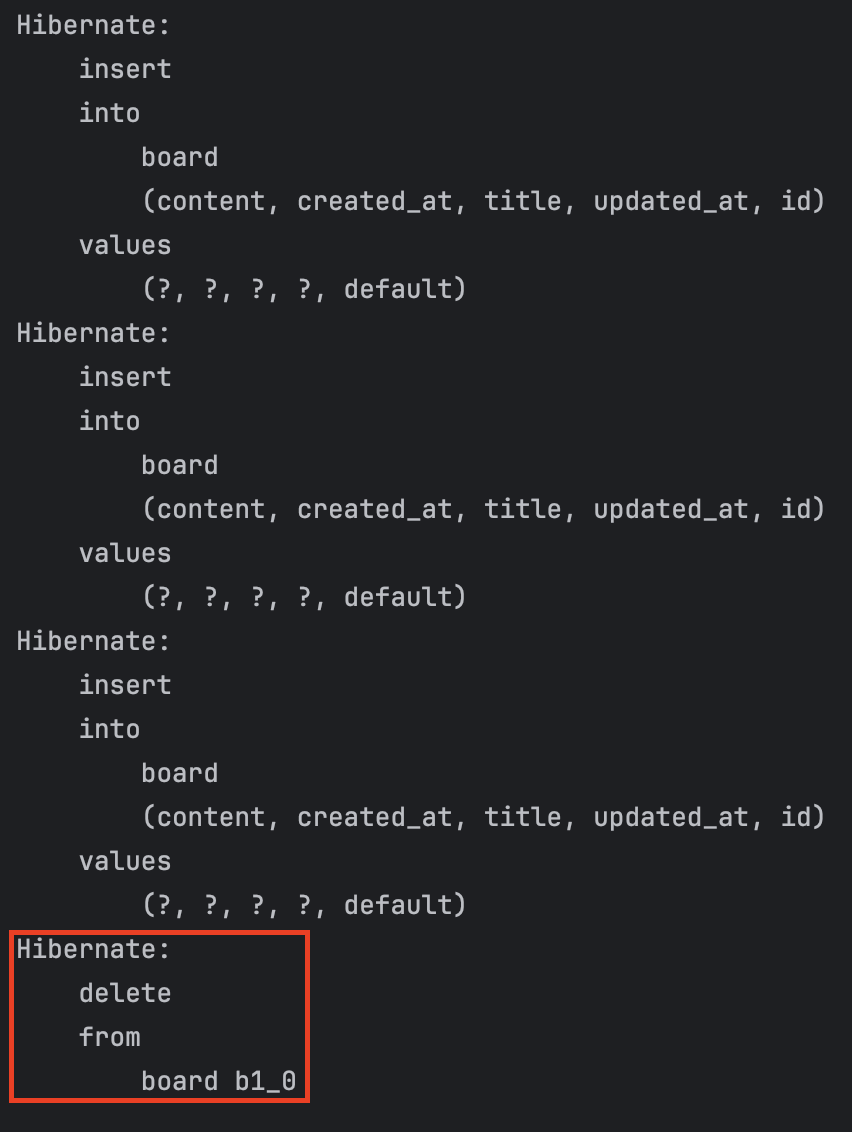 Hibernate:
    insert
    into
        board
        (content, created_at, title, updated_at, id)
    values
        (?, ?, ?, ?, default)
Hibernate:
    insert
    into
        board
        (content, created_at, title, updated_at, id)
    values
        (?, ?, ?, ?, default)
Hibernate:
    insert
    into
        board
        (content, created_at, title, updated_at, id)
    values
        (?, ?, ?, ?, default)
Hibernate:
    delete
    from
        board b1_0